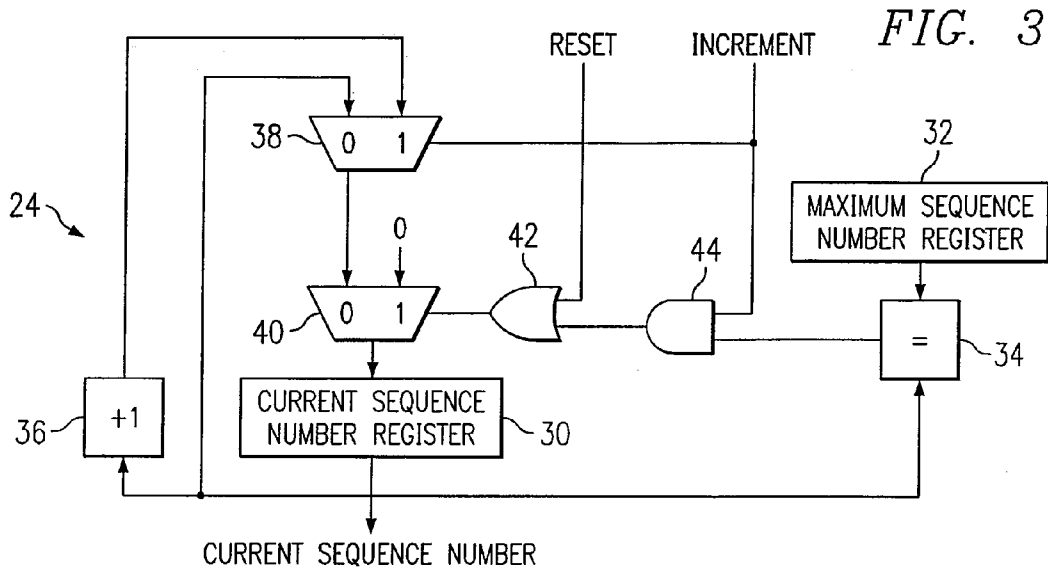 FIG. 3
RESET
INCREMENT
38
0 1
32
MAXIMUM SEQUENCE
NUMBER REGISTER
24
0
42
44
40
0 1
=
34
36
+1
CURRENT SEQUENCE
NUMBER REGISTER
30
CURRENT SEQUENCE NUMBER